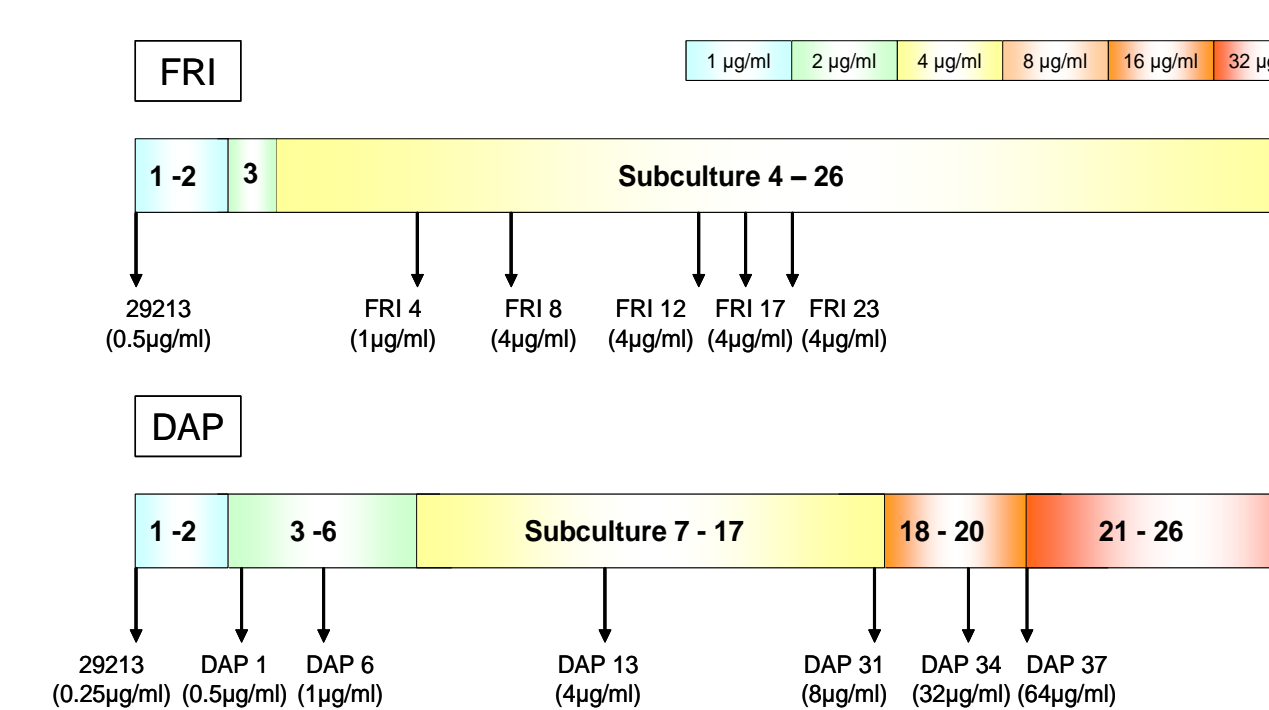 FRI
1 µg/ml 2 µg/ml 4 µg/ml 8 µg/ml 16 µg/ml 32
1 -2 3 Subculture 4 – 26
29213 FRI 4 FRI 8 FRI 12 FRI 17 FRI 23
(0.5µg/ml) (1µg/ml) (4µg/ml) (4µg/ml) (4µg/ml) (4µg/ml)
DAP
1 -2 3 -6 Subculture 7 - 17 18 - 20 21 - 26
29213 DAP 1 DAP 6 DAP 13 DAP 31 DAP 34 DAP 37
(0.25µg/ml) (0.5µg/ml) (1µg/ml) (4µg/ml) (8µg/ml) (32µg/ml) (64µg/ml)